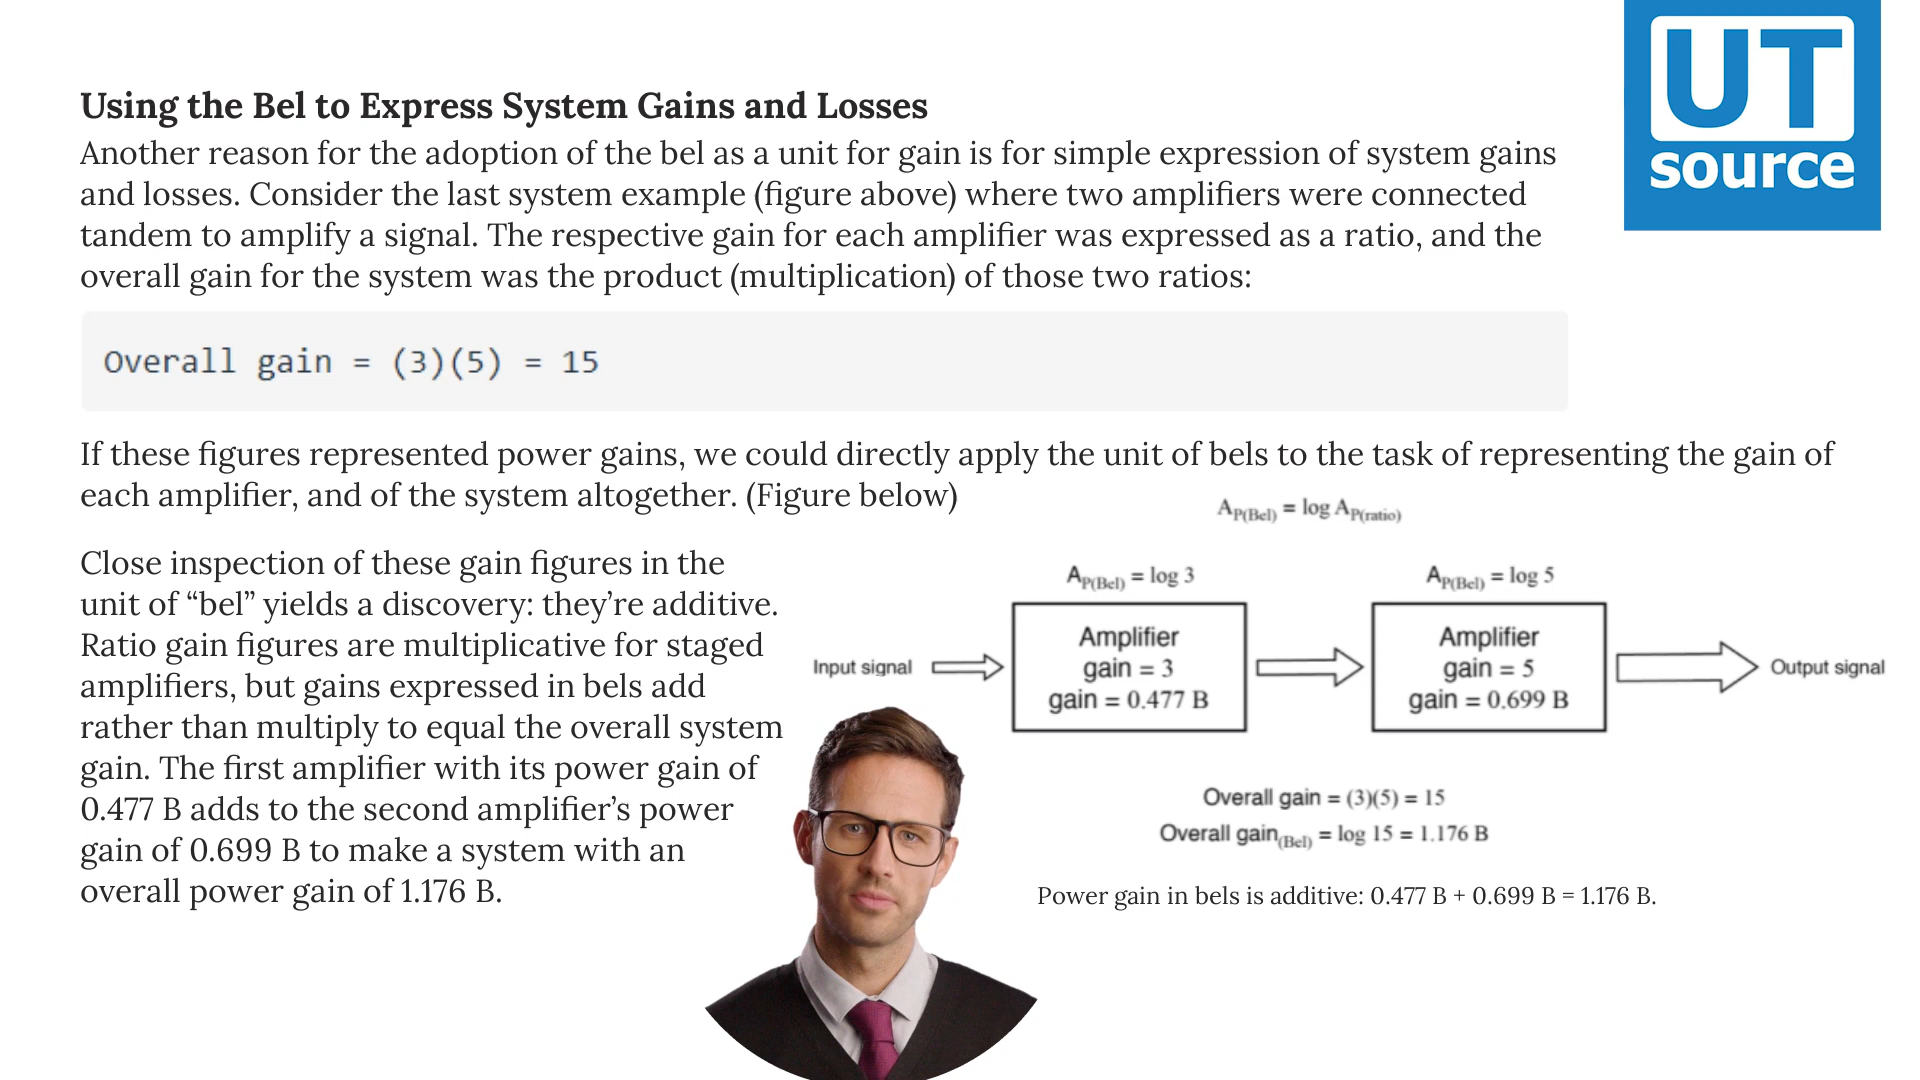 UT
source
Using the Bel to Express System Gains and Losses
Another reason for the adoption of the bel as a unit for gain is for simple expression of system gains
and losses. Consider the last system example (figure above) where two amplifiers were connected
tandem to amplify a signal. The respective gain for each amplifier was expressed as a ratio, and the
overall gain for the system was the product (multiplication) of those two ratios:
Overall gain = (3)(5) = 15
If these figures represented power gains, we could directly apply the unit of bels to the task of representing the gain of
each amplifier, and of the system altogether. (Figure below)
Close inspection of these gain figures in the
unit of “bel” yields a discovery: they’re additive.
Ratio gain figures are multiplicative for staged
amplifiers, but gains expressed in bels add
rather than multiply to equal the overall system
gain. The first amplifier with its power gain of
0.477 B adds to the second amplifier’s power
gain of 0.699 B to make a system with an
overall power gain of 1.176 B.
AP(Bel) = log AP(ratio)
AP(Bel) = log 3
AP(Bel) = log 5
Input signal
Amplifier
gain = 3
gain = 0.477 B
Amplifier
gain = 5
gain = 0.699 B
Output signal
Overall gain = (3)(5) = 15
Overall gain(Bel) = log 15 = 1.176 B
Power gain in bels is additive: 0.477 B + 0.699 B = 1.176 B.